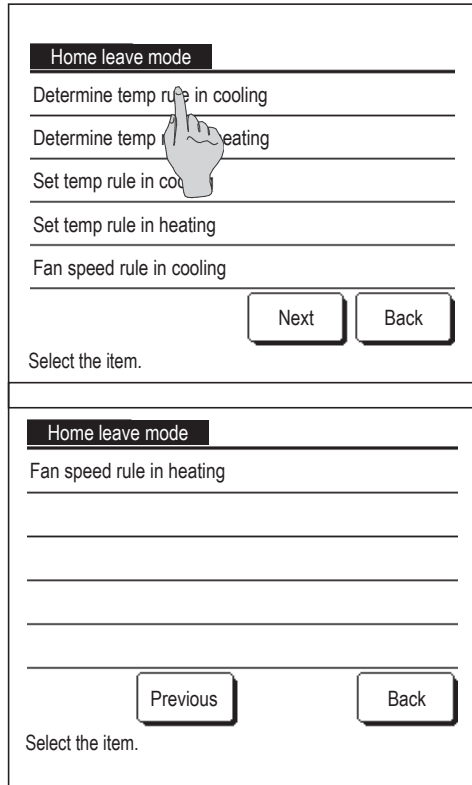 Home leave mode
Determine temp rule in cooling
Determine temp eating
Set temp rule in coo
Set temp rule in heating
Fan speed rule in cooling
Next Back
Select the item.
Home leave mode
Fan speed rule in heating
Previous Back
Select the item.